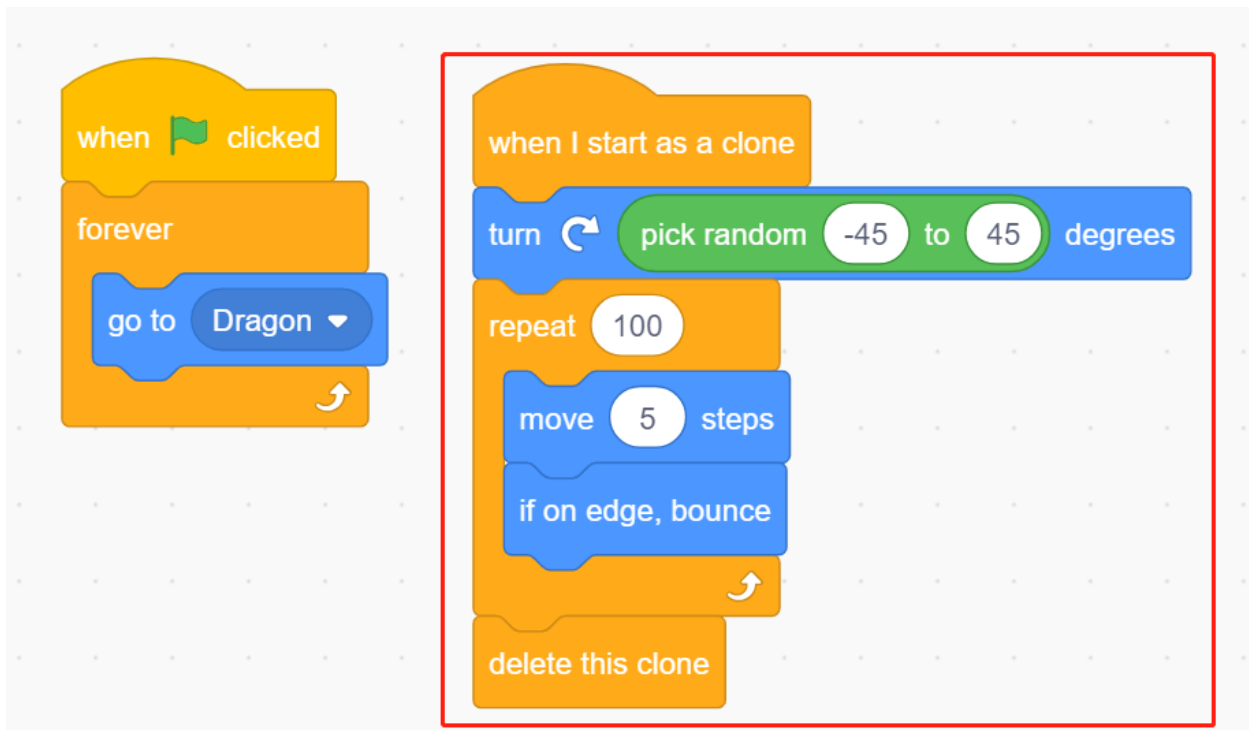 when clicked
forever
go to Dragon
when I start as a clone
turn pick random -45 to 45 degrees
repeat 100
move 5 steps
if on edge, bounce
delete this clone